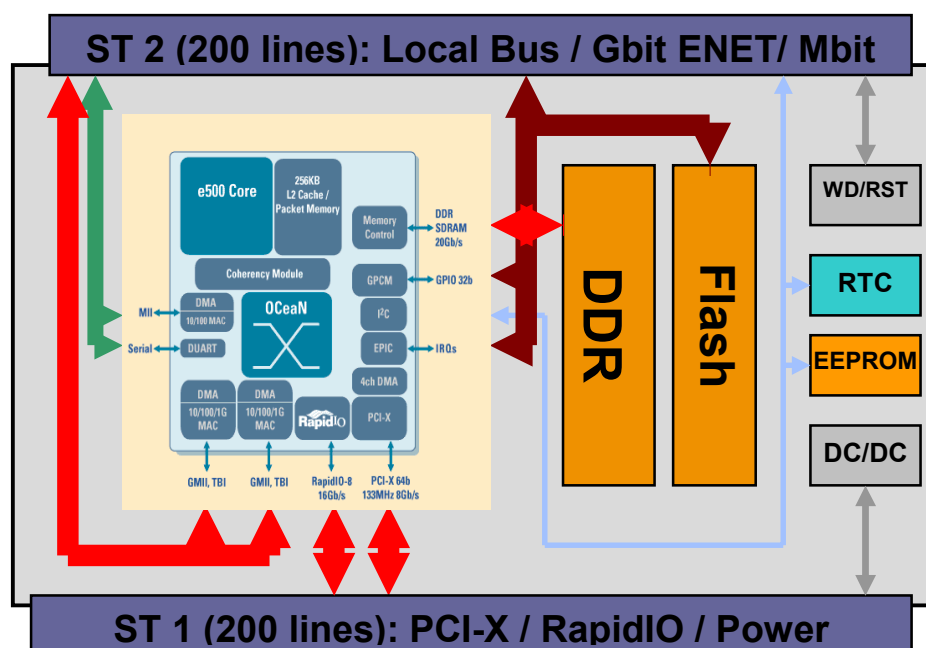 ST 2 (200 lines): Local Bus / Gbit ENET/ Mbit
e500 Core
256KB
L2 Cache /
Packet Memory
Memory
Control
DDR
SDRAM
20Gb/s
Coherency Module
GPCM
GPIO 32b
MII
DMA
10/100 MAC
OCeaN
I²C
Serial
DUART
EPIC
IRQs
4ch DMA
DMA
10/100/1G
MAC
DMA
10/100/1G
MAC
RapidIO
PCI-X
GMII, TBI
GMII, TBI
RapidIO-8
16Gb/s
PCI-X 64b
133MHz 8Gb/s
DDR
Flash
WD/RST
RTC
EEPROM
DC/DC
ST 1 (200 lines): PCI-X / RapidIO / Power